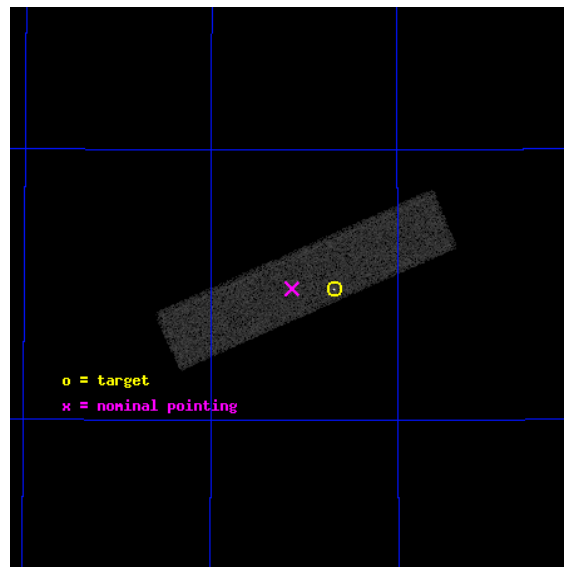 o = target
x = nominal pointing